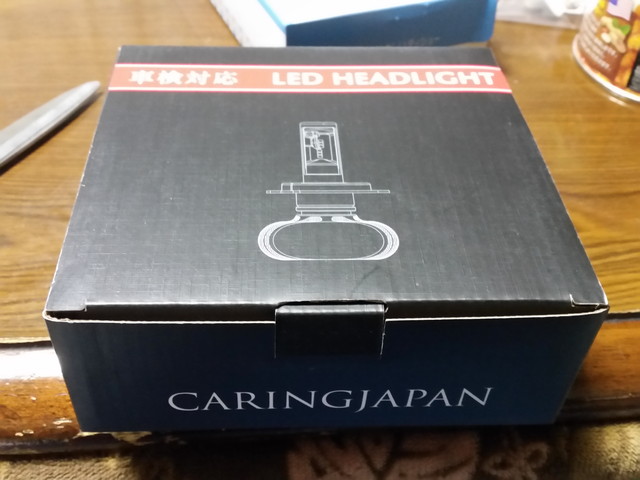 車検対応 LED HEADLIGHT
CARINGJAPAN